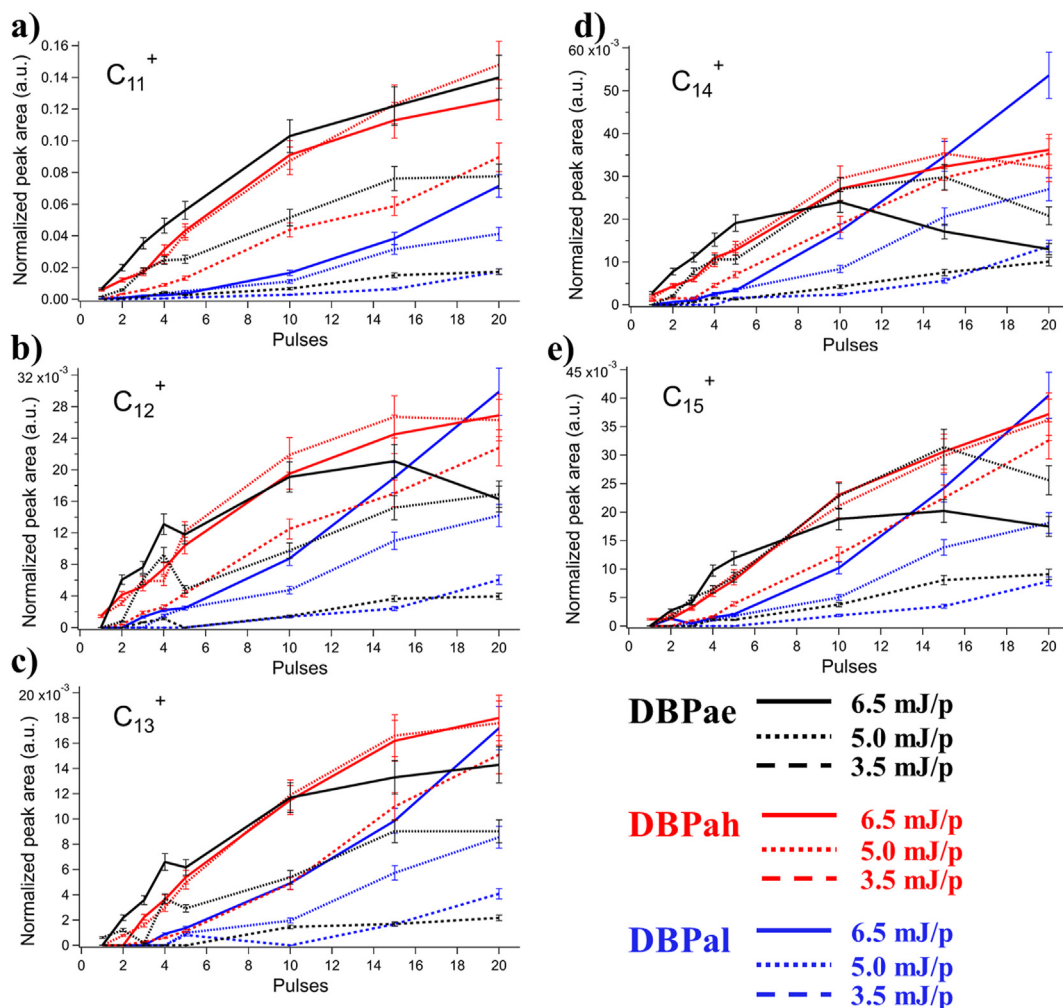 a)
C11+
Normalized peak area (a.u.)
0.16
0.14
0.12
0.10
0.08
0.06
0.04
0.02
0.00
2 4 6 8 10 12 14 16 18 20
Pulses
b)
C12+
Normalized peak area (a.u.)
32 x10-3
28
24
20
16
12
8
4
0
2 4 6 8 10 12 14 16 18 20
Pulses
c)
C13+
Normalized peak area (a.u.)
20 x10-3
18
16
14
12
10
8
6
4
2
0
2 4 6 8 10 12 14 16 18 20
Pulses
d)
C14+
Normalized peak area (a.u.)
60 x10-3
50
40
30
20
10
0
2 4 6 8 10 12 14 16 18 20
Pulses
e)
C15+
Normalized peak area (a.u.)
45 x10-3
40
35
30
25
20
15
10
5
0
2 4 6 8 10 12 14 16 18 20
Pulses
DBPae 6.5 mJ/p
5.0 mJ/p
3.5 mJ/p
DBPah 6.5 mJ/p
5.0 mJ/p
3.5 mJ/p
DBPal 6.5 mJ/p
5.0 mJ/p
3.5 mJ/p